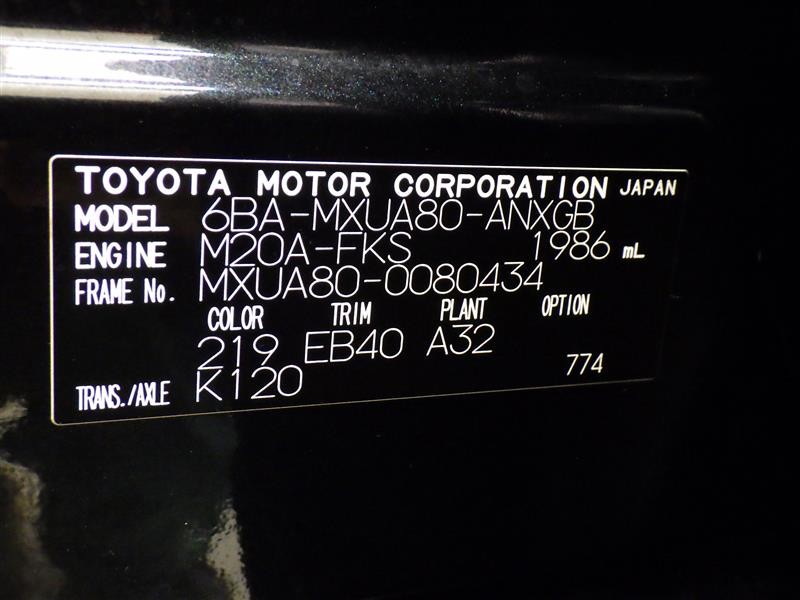 TOYOTA MOTOR CORPORATION JAPAN
MODEL 6BA-MXUA80-ANXGB
ENGINE M20A-FKS 1986 mL
FRAME No. MXUA80-0080434
COLOR TRIM PLANT OPTION
219 EB40 A32
774
TRANS./AXLE K120